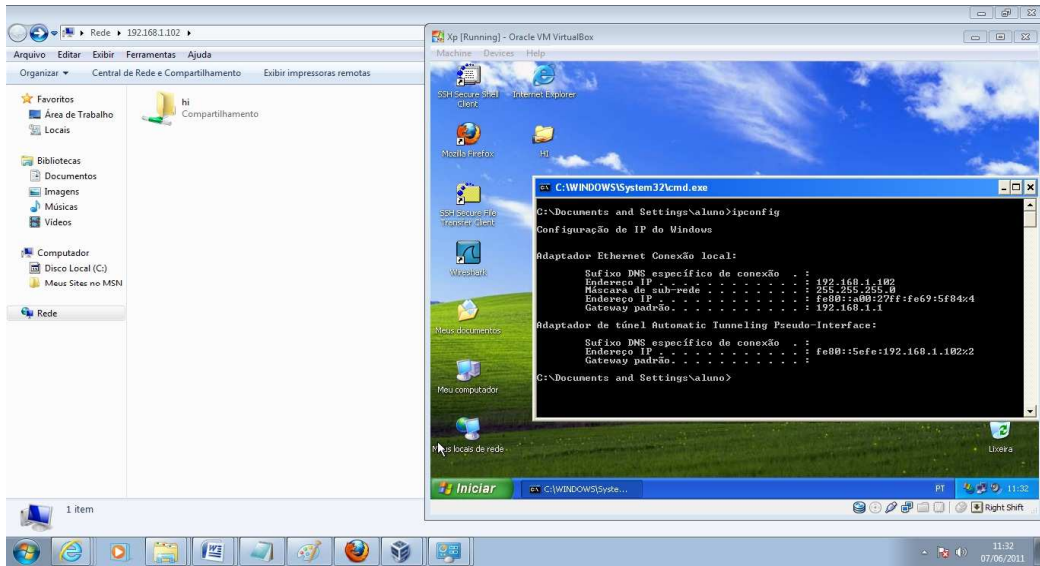 Rede ▸ 192.168.1.102 ▸
Arquivo Editar Exibir Ferramentas Ajuda
Organizar Central de Rede e Compartilhamento Exibir impressoras remotas
Favoritos
Área de Trabalho
Locais
Bibliotecas
Documentos
Imagens
Músicas
Vídeos
Computador
Disco Local (C:)
Meus Sites no MSN
Rede
hi
Compartilhamento
1 item
Xp [Running] - Oracle VM VirtualBox
Machine Devices Help
SSH Secure Shell Client
Internet Explorer
Mozilla Firefox
HI
SSH Secure File Transfer Client
Wireshark
Meus documentos
Meu computador
Meus locais de rede
Lixeira
C:\WINDOWS\System32\cmd.exe
C:\Documents and Settings\aluno>ipconfig
Configuração de IP do Windows
Adaptador Ethernet Conexão local:
Sufixo DNS específico de conexão . :
Endereço IP . . . . . . . . . . . . : 192.168.1.102
Máscara de sub-rede . . . . . . . . : 255.255.255.0
Endereço IP . . . . . . . . . . . . : fe80::a00:27ff:fe69:5f84%4
Gateway padrão. . . . . . . . . . . : 192.168.1.1
Adaptador de túnel Automatic Tunneling Pseudo-Interface:
Sufixo DNS específico de conexão . :
Endereço IP . . . . . . . . . . . . : fe80::5efe:192.168.1.102%2
Gateway padrão. . . . . . . . . . . :
C:\Documents and Settings\aluno>
Iniciar
C:\WINDOWS\Syste...
PT
11:32
Right Shift
11:32
07/06/2011